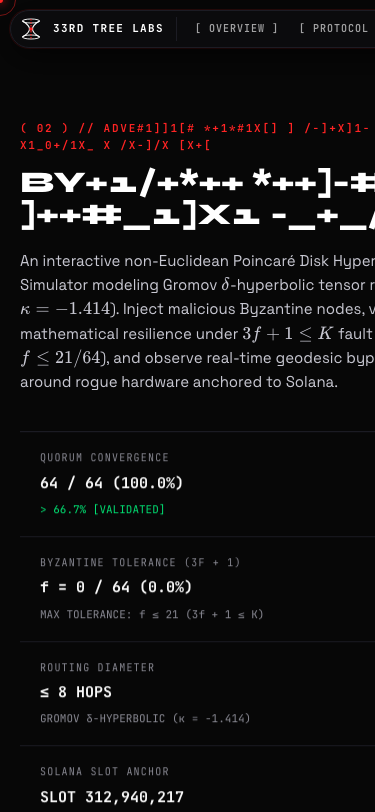 33RD TREE LABS
[ OVERVIEW ]
[ PROTOCOL
( 02 ) // ADVE#1]]1[# *+1*#1X[] ] /-]+X]1-
X1_0+/1X_ X /X-]/X [X+[
BY+1/+*++ *++]-#
]++#_1]X1 -_+_/
An interactive non-Euclidean Poincaré Disk Hyper
Simulator modeling Gromov δ-hyperbolic tensor r
κ = −1.414). Inject malicious Byzantine nodes, v
mathematical resilience under 3f + 1 ≤ K fault
f ≤ 21/64), and observe real-time geodesic byp
around rogue hardware anchored to Solana.
QUORUM CONVERGENCE
64 / 64 (100.0%)
> 66.7% [VALIDATED]
BYZANTINE TOLERANCE (3F + 1)
f = 0 / 64 (0.0%)
MAX TOLERANCE: f ≤ 21 (3f + 1 ≤ K)
ROUTING DIAMETER
≤ 8 HOPS
GROMOV δ-HYPERBOLIC (κ = -1.414)
SOLANA SLOT ANCHOR
SLOT 312,940,217